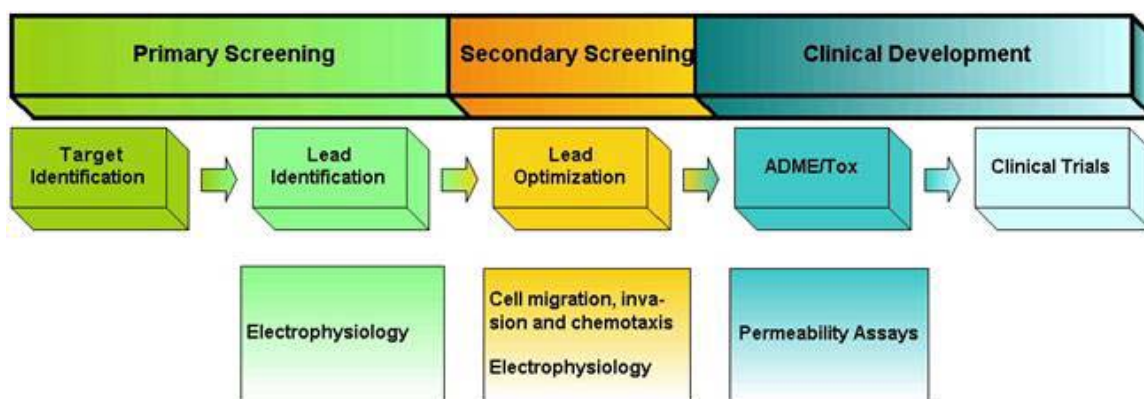 Primary Screening
Secondary Screening
Clinical Development
Target
Identification
Lead
Identification
Lead
Optimization
ADME/Tox
Clinical Trials
Electrophysiology
Cell migration, inva-
sion and chemotaxis
Electrophysiology
Permeability Assays